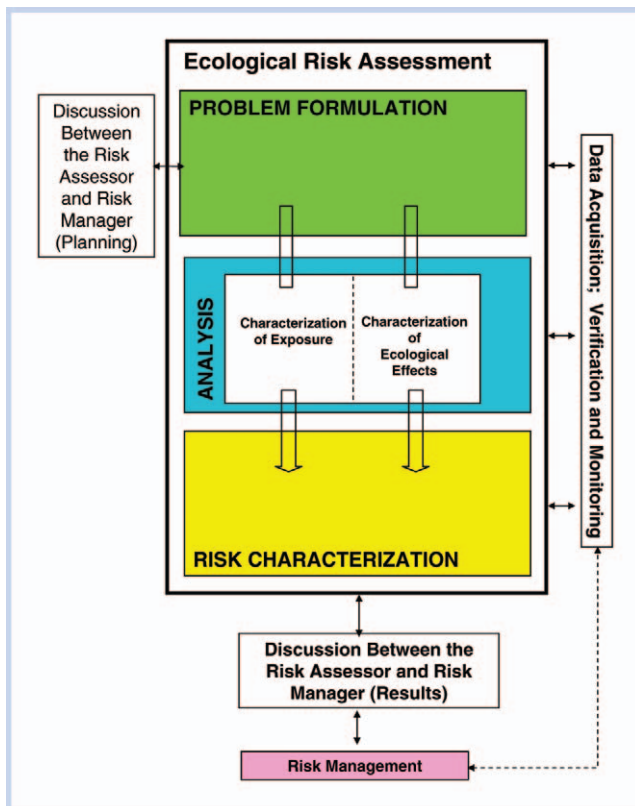 Ecological Risk Assessment
PROBLEM FORMULATION
Discussion
Between
the Risk
Assessor
and Risk
Manager
(Planning)
ANALYSIS
Characterization
of Exposure
Characterization
of
Ecological
Effects
Data Acquisition; Verification and Monitoring
RISK CHARACTERIZATION
Discussion Between the
Risk Assessor and Risk
Manager (Results)
Risk Management